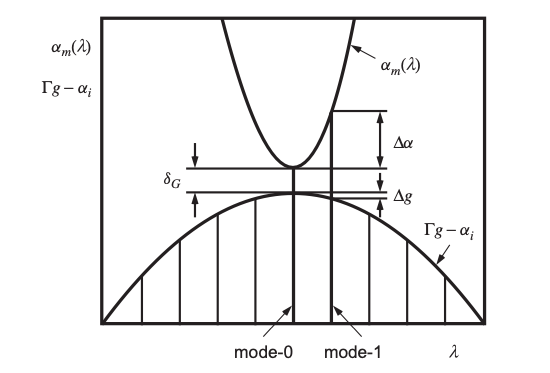 αm(λ)
Γg – αi
αm(λ)
Δα
δG
Δg
Γg – αi
mode-0 mode-1 λ